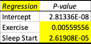 Regression P-value
Intercept 2.81336E-08
Exercise 0.00559556
Sleep Start 2.61908E-05